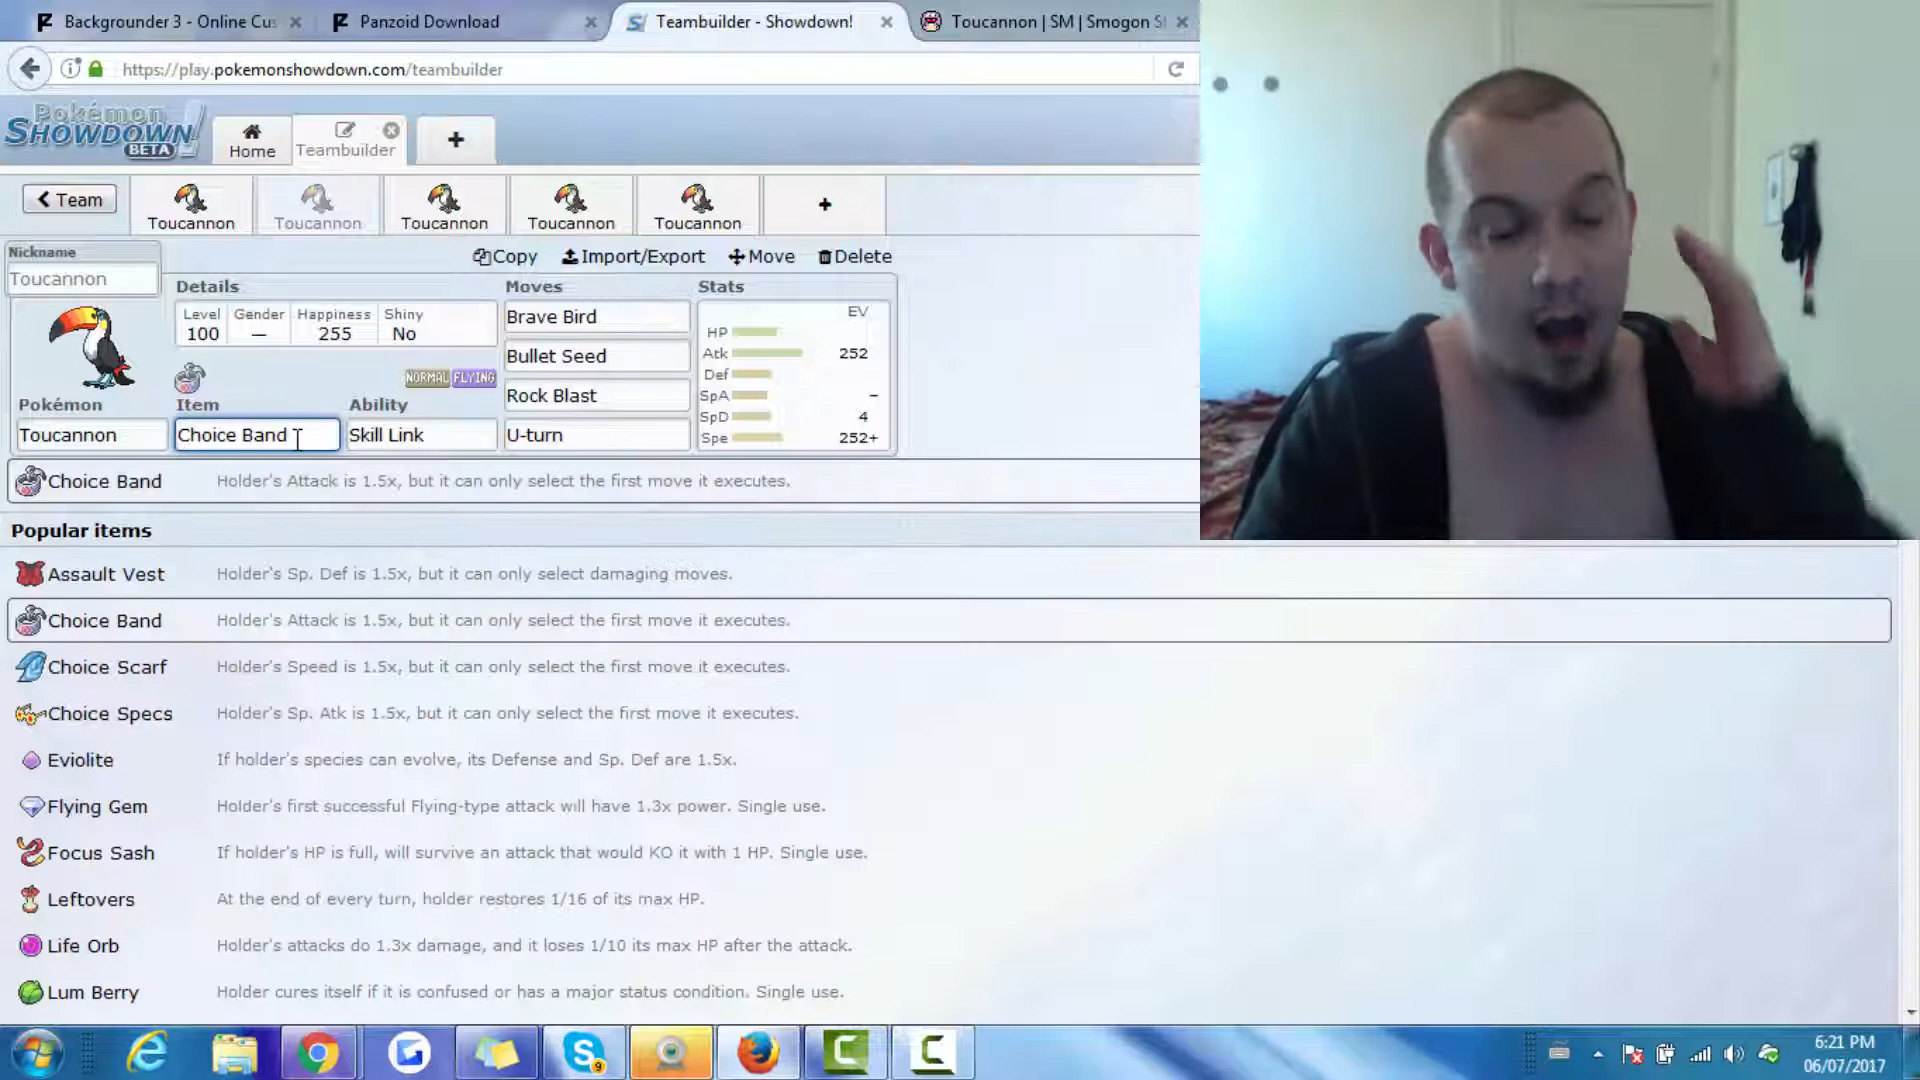 Backgrounder 3 - Online Cus
Panzoid Download
Teambuilder - Showdown!
Toucannon | SM | Smogon S
https://play.pokemonshowdown.com/teambuilder
Pokémon
SHOWDOWN!
BETA
Home
Teambuilder
+
Team
Toucannon
Toucannon
Toucannon
Toucannon
Toucannon
+
Nickname
Toucannon
Copy Import/Export Move Delete
Details Moves Stats
Level Gender Happiness Shiny
100 — 255 No
NORMAL FLYING
Pokémon Item Ability
Toucannon Choice Band Skill Link
Brave Bird
Bullet Seed
Rock Blast
U-turn
EV
HP
Atk 252
Def
SpA –
SpD 4
Spe 252+
Choice Band Holder's Attack is 1.5x, but it can only select the first move it executes.
Popular items
Assault Vest Holder's Sp. Def is 1.5x, but it can only select damaging moves.
Choice Band Holder's Attack is 1.5x, but it can only select the first move it executes.
Choice Scarf Holder's Speed is 1.5x, but it can only select the first move it executes.
Choice Specs Holder's Sp. Atk is 1.5x, but it can only select the first move it executes.
Eviolite If holder's species can evolve, its Defense and Sp. Def are 1.5x.
Flying Gem Holder's first successful Flying-type attack will have 1.3x power. Single use.
Focus Sash If holder's HP is full, will survive an attack that would KO it with 1 HP. Single use.
Leftovers At the end of every turn, holder restores 1/16 of its max HP.
Life Orb Holder's attacks do 1.3x damage, and it loses 1/10 its max HP after the attack.
Lum Berry Holder cures itself if it is confused or has a major status condition. Single use.
6:21 PM
06/07/2017